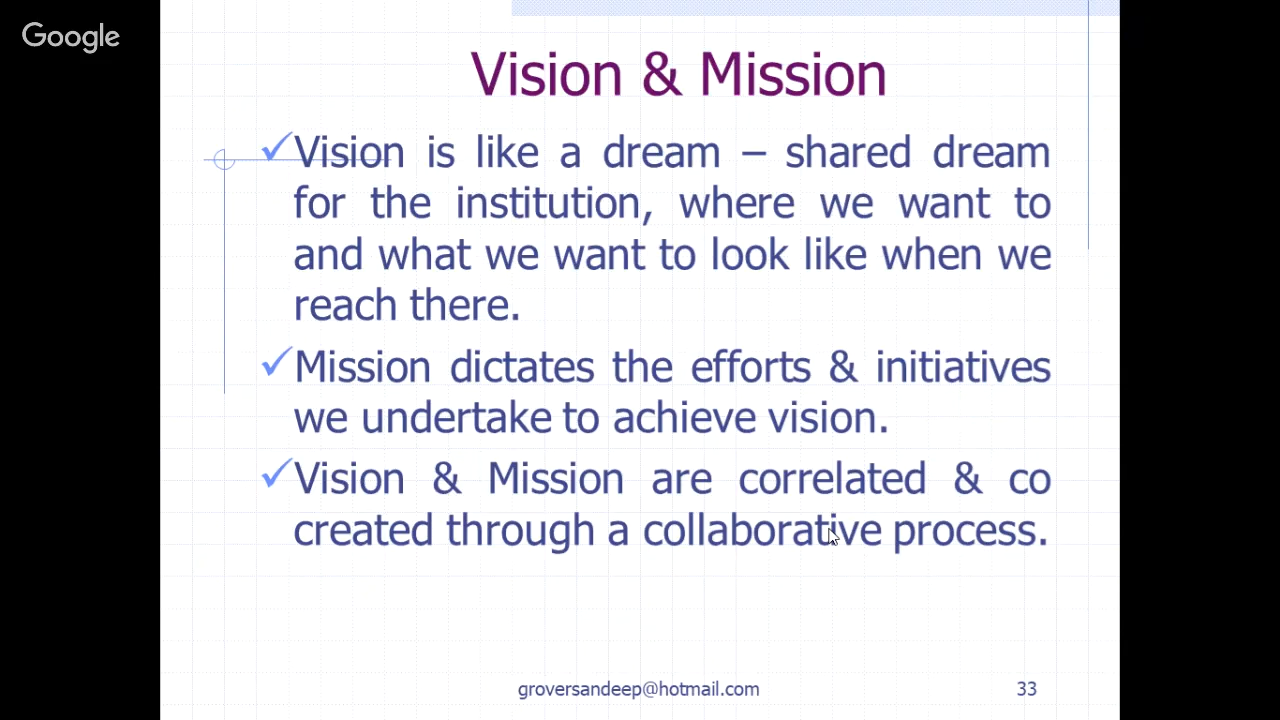 Google
Vision & Mission
✓Vision is like a dream – shared dream
for the institution, where we want to
and what we want to look like when we
reach there.
✓Mission dictates the efforts & initiatives
we undertake to achieve vision.
✓Vision & Mission are correlated & co
created through a collaborative process.
groversandeep@hotmail.com 33